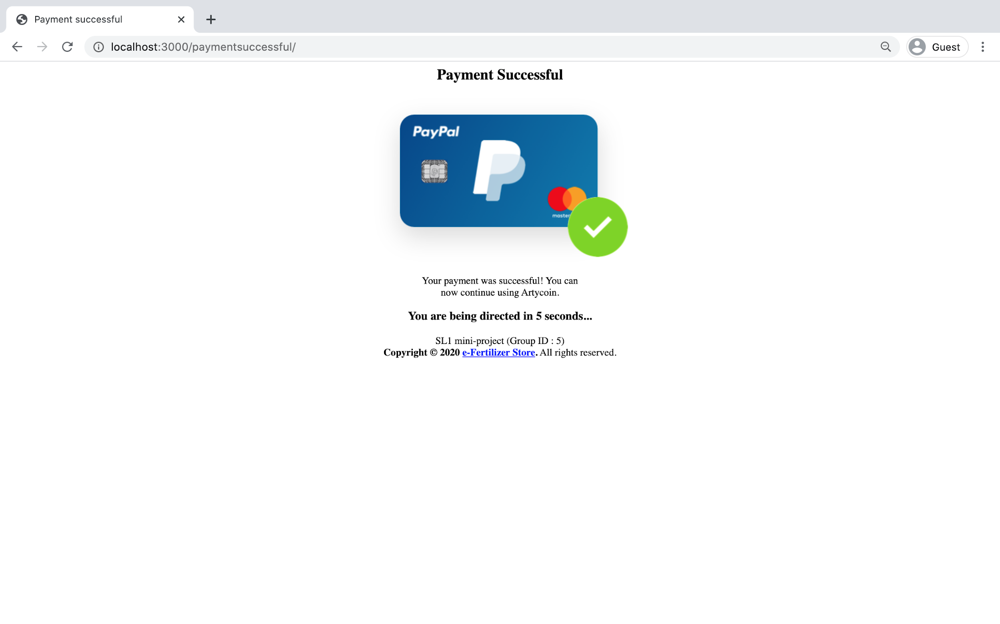 Payment successful
localhost:3000/paymentsuccessful/
Guest
Payment Successful
PayPal
master
Your payment was successful! You can
now continue using Artycoin.
You are being directed in 5 seconds...
SL1 mini-project (Group ID : 5)
Copyright © 2020 e-Fertilizer Store. All rights reserved.